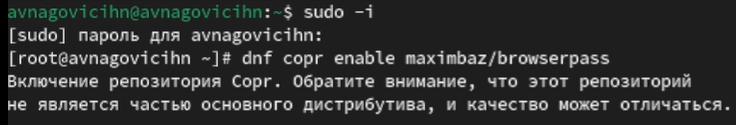 avnagovicihn@avnagovicihn:~$ sudo -i
[sudo] пароль для avnagovicihn:
[root@avnagovicihn ~]# dnf copr enable maximbaz/browserpass
Включение репозитория Copr. Обратите внимание, что этот репозиторий
не является частью основного дистрибутива, и качество может отличаться.